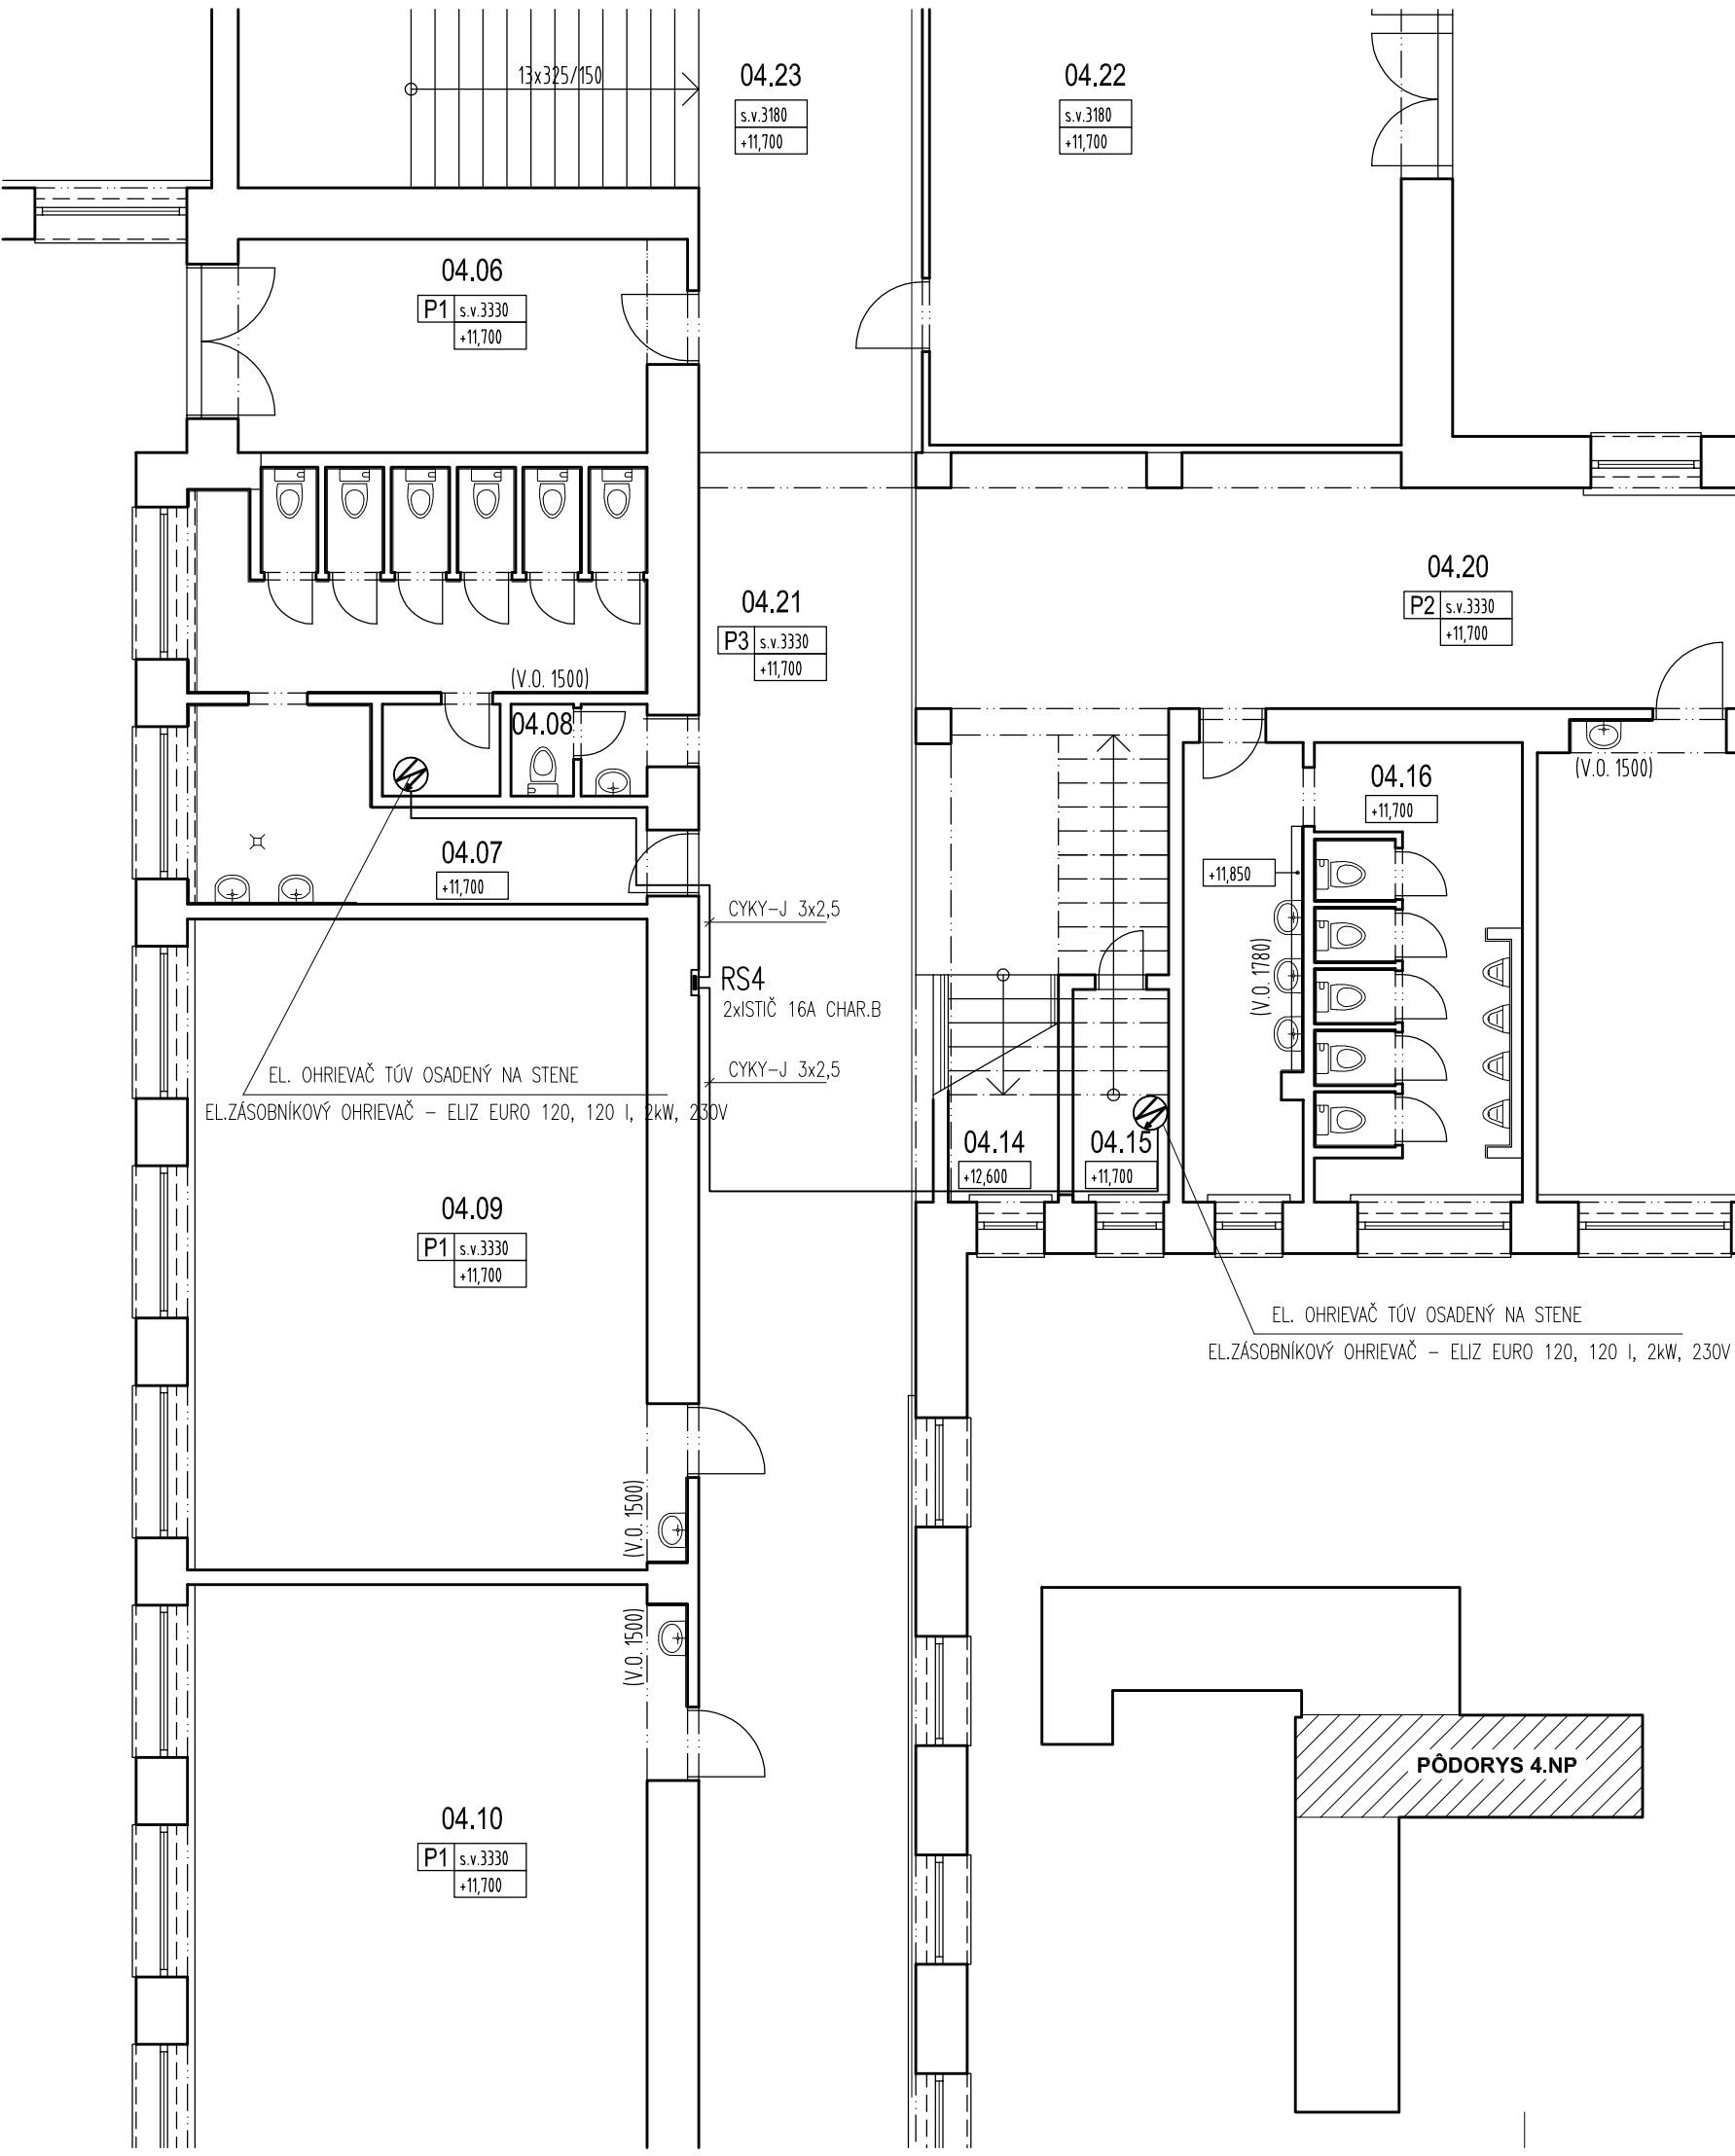 13x325/150
04.23
s.v.3180
+11,700
04.22
s.v.3180
+11,700
04.06
P1 s.v.3330
+11,700
04.20
P2 s.v.3330
+11,700
04.21
P3 s.v.3330
+11,700
(V.O. 1500)
04.08
(V.O. 1500)
04.16
+11,700
04.07
+11,700
+11,850
CYKY-J 3x2,5
(V.O. 1780)
RS4
2xISTIČ 16A CHAR.B
CYKY-J 3x2,5
EL. OHRIEVAČ TÚV OSADENÝ NA STENE
EL.ZÁSOBNÍKOVÝ OHRIEVAČ – ELIZ EURO 120, 120 l, 2kW, 230V
04.14
+12,600
04.15
+11,700
04.09
P1 s.v.3330
+11,700
EL. OHRIEVAČ TÚV OSADENÝ NA STENE
EL.ZÁSOBNÍKOVÝ OHRIEVAČ – ELIZ EURO 120, 120 l, 2kW, 230V
(V.O. 1500)
(V.O. 1500)
PÔDORYS 4.NP
04.10
P1 s.v.3330
+11,700